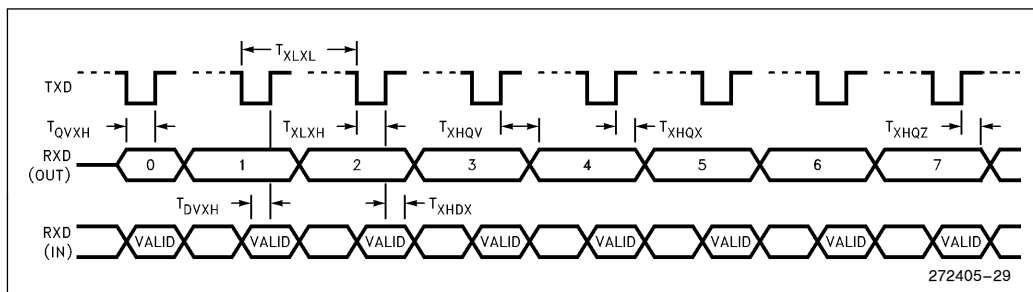 T_XLXL
TXD
T_QVXH T_XLXH T_XHQV T_XHQX T_XHQZ
RXD (OUT) 0 1 2 3 4 5 6 7
T_DVXH T_XHDX
RXD (IN) VALID VALID VALID VALID VALID VALID VALID VALID
272405-29